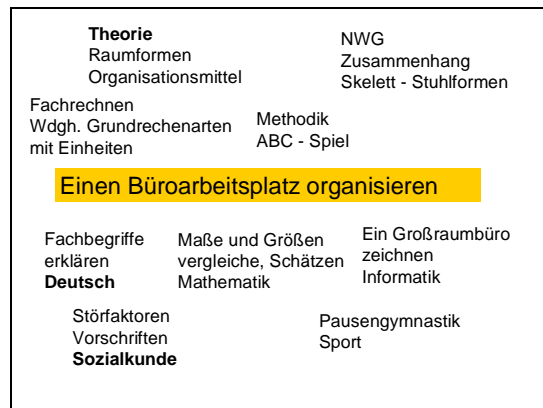 Theorie
Raumformen
Organisationsmittel
NWG
Zusammenhang
Skelett - Stuhlformen
Fachrechnen
Wdgh. Grundrechenarten
mit Einheiten
Methodik
ABC - Spiel
Einen Büroarbeitsplatz organisieren
Fachbegriffe
erklären
Deutsch
Maße und Größen
vergleiche, Schätzen
Mathematik
Ein Großraumbüro
zeichnen
Informatik
Störfaktoren
Vorschriften
Sozialkunde
Pausengymnastik
Sport